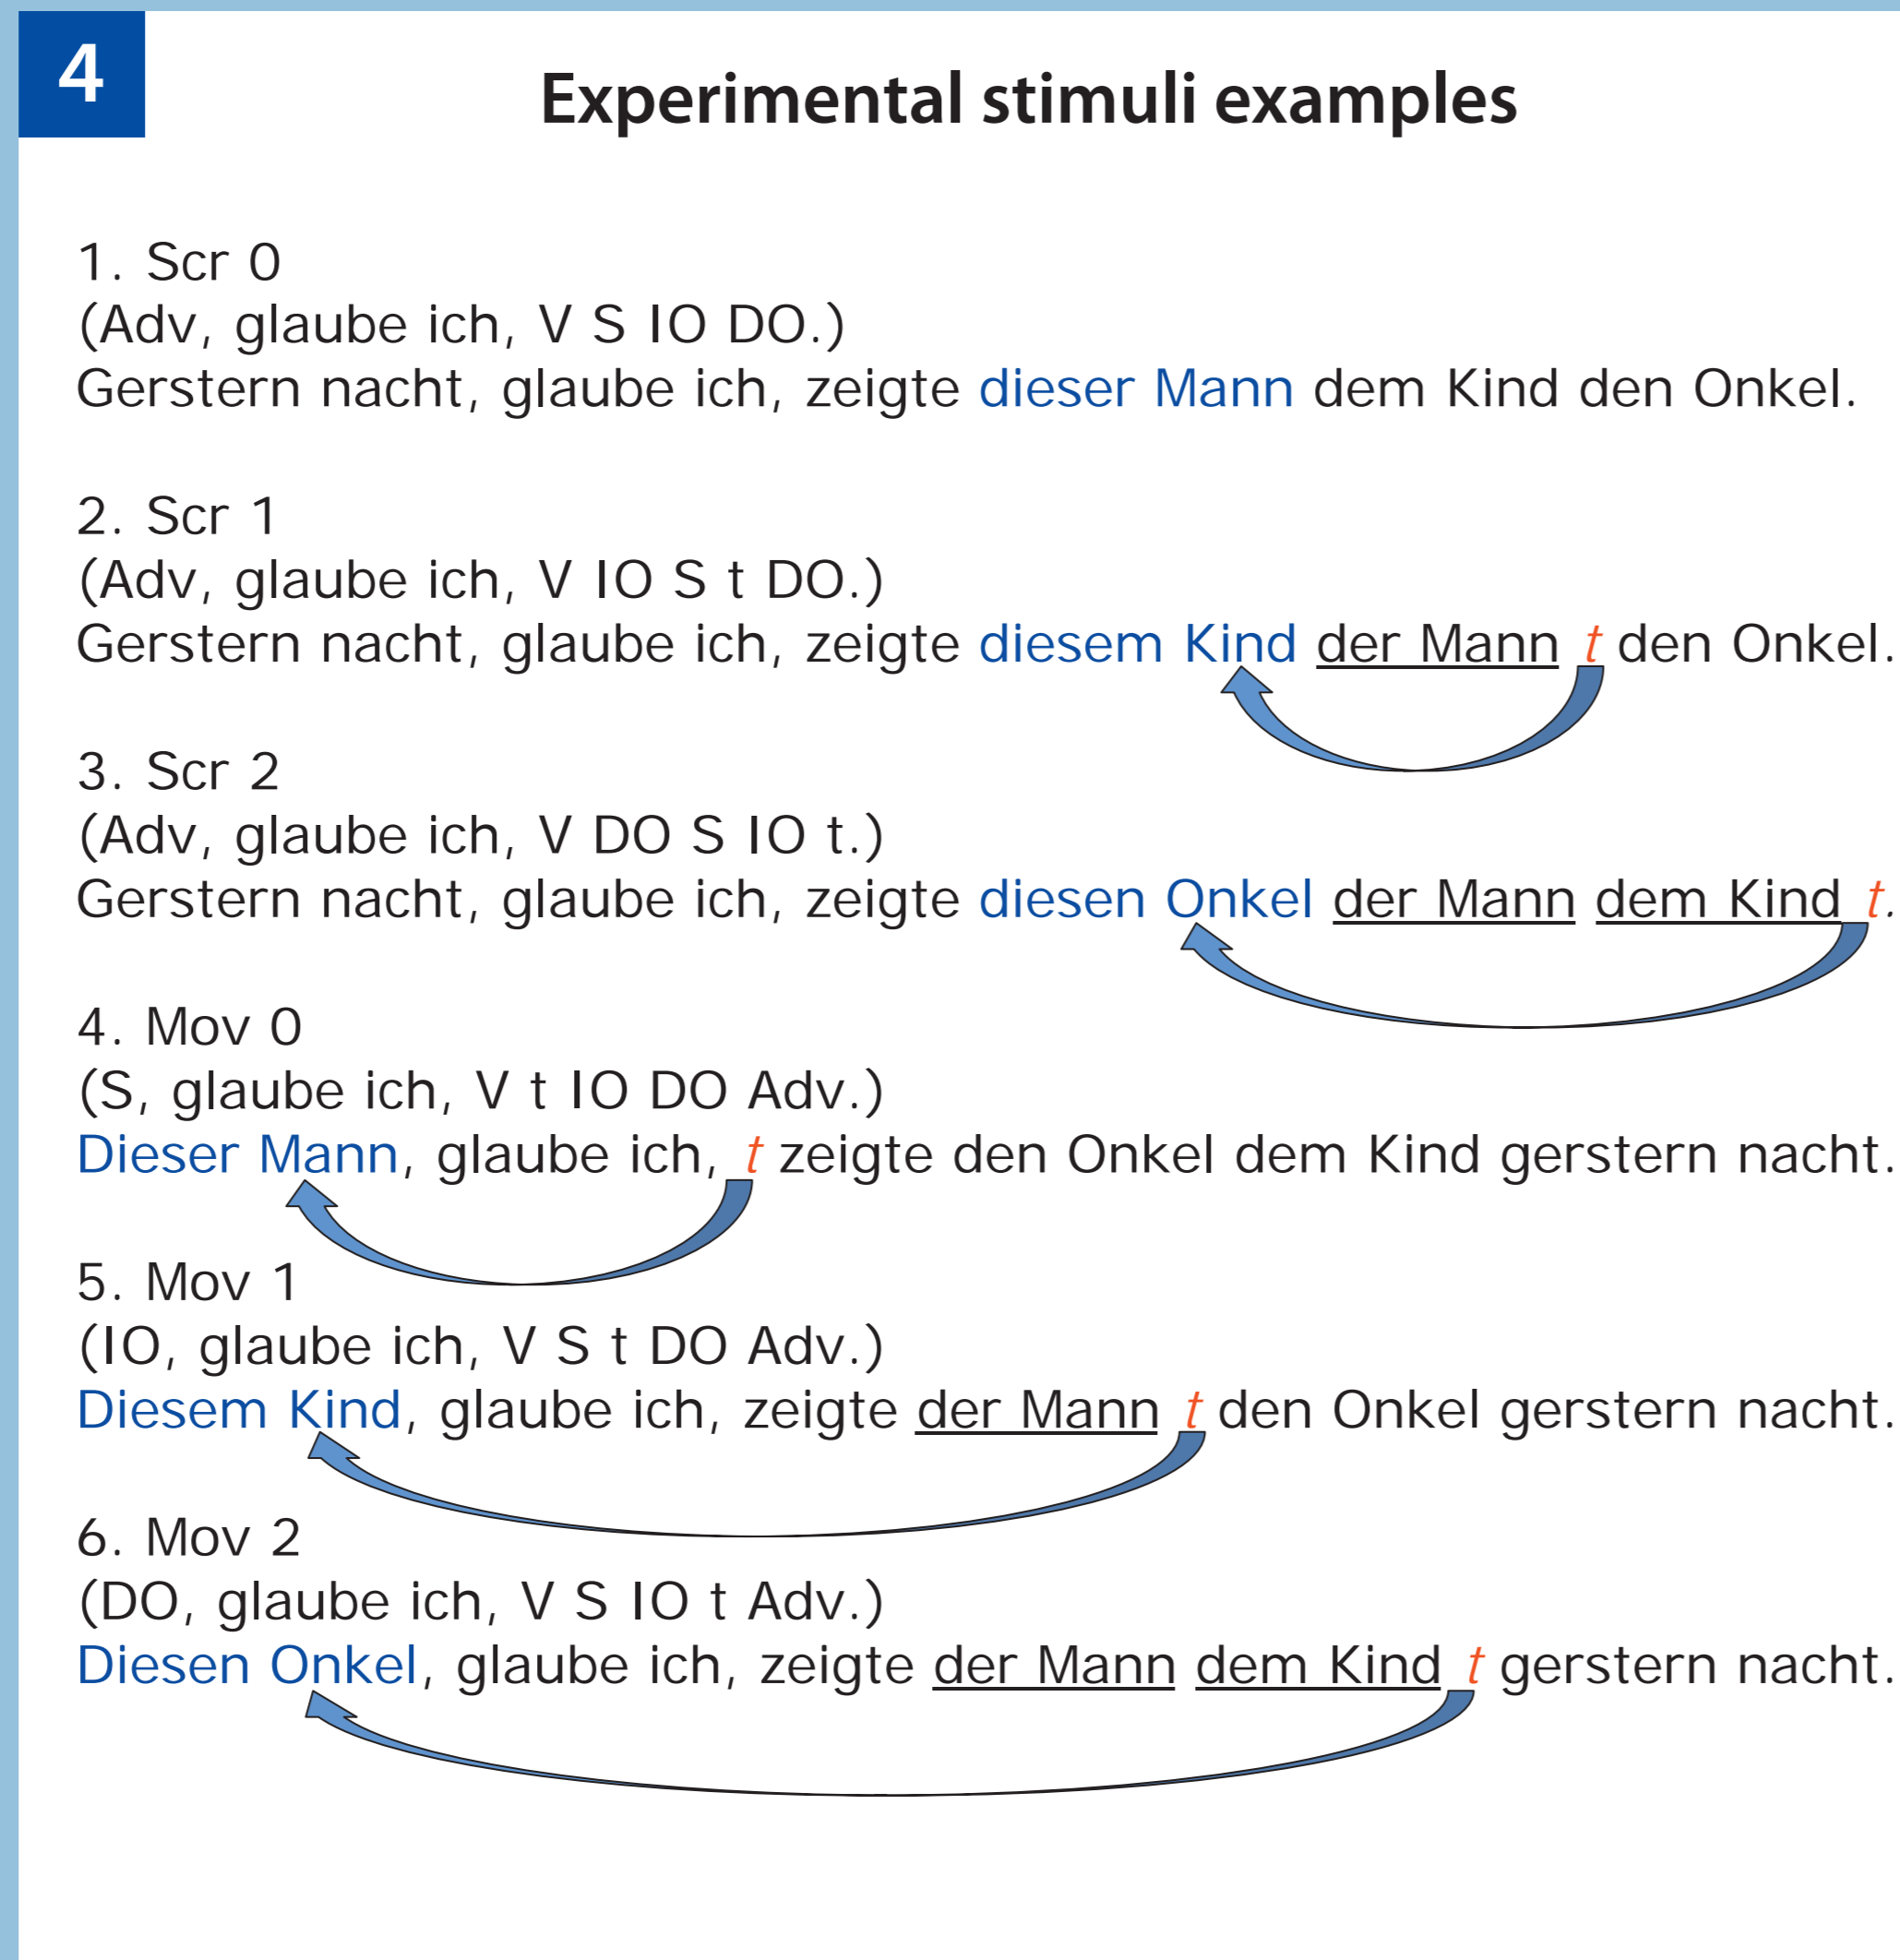 4
Experimental stimuli examples
1. Scr 0
(Adv, glaube ich, V S IO DO.)
Gerstern nacht, glaube ich, zeigte dieser Mann dem Kind den Onkel.
2. Scr 1
(Adv, glaube ich, V IO S t DO.)
Gerstern nacht, glaube ich, zeigte diesem Kind der Mann t den Onkel.
3. Scr 2
(Adv, glaube ich, V DO S IO t.)
Gerstern nacht, glaube ich, zeigte diesen Onkel der Mann dem Kind t.
4. Mov 0
(S, glaube ich, V t IO DO Adv.)
Dieser Mann, glaube ich, t zeigte den Onkel dem Kind gerstern nacht.
5. Mov 1
(IO, glaube ich, V S t DO Adv.)
Diesem Kind, glaube ich, zeigte der Mann t den Onkel gerstern nacht.
6. Mov 2
(DO, glaube ich, V S IO t Adv.)
Diesen Onkel, glaube ich, zeigte der Mann dem Kind t gerstern nacht.